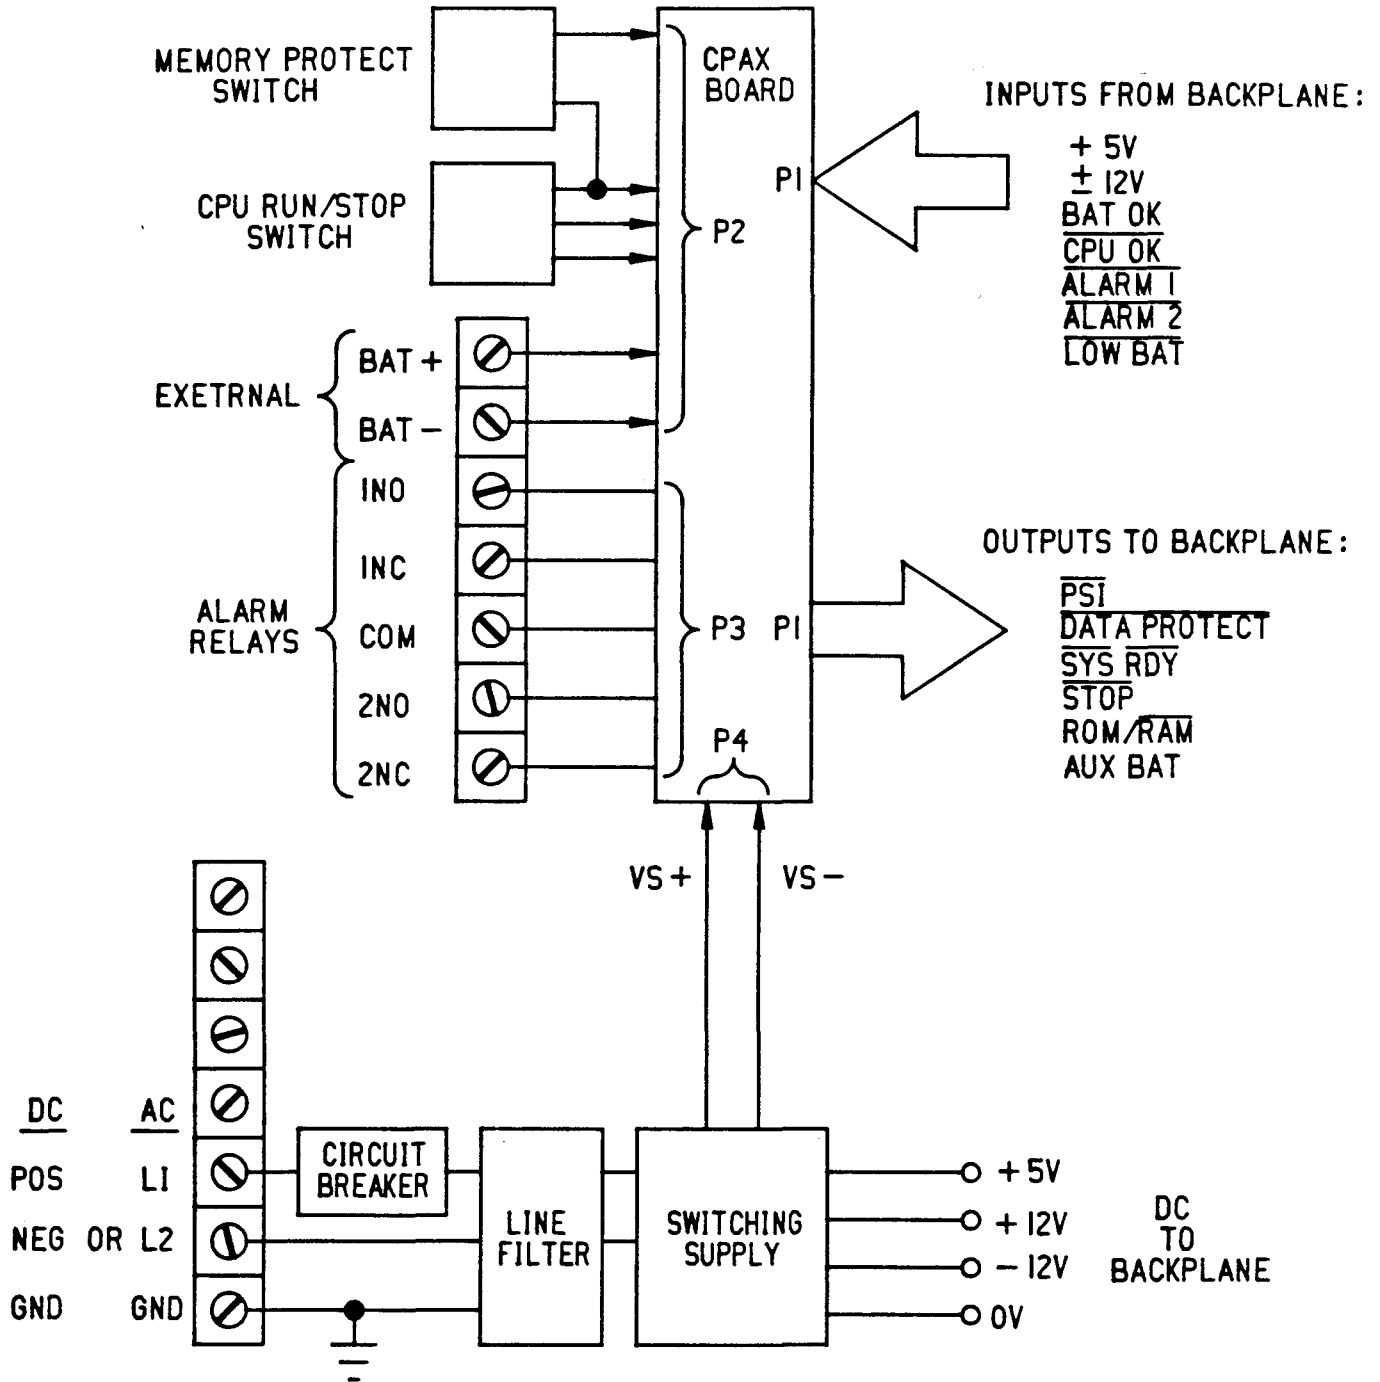 MEMORY PROTECT
SWITCH
CPAX
BOARD
INPUTS FROM BACKPLANE:
+ 5V
± 12V
BAT OK
CPU OK
ALARM 1
ALARM 2
LOW BAT
P1
CPU RUN/STOP
SWITCH
P2
EXETRNAL
BAT +
BAT -
ALARM
RELAYS
1NO
1NC
COM
2NO
2NC
P3
P1
OUTPUTS TO BACKPLANE:
PSI
DATA PROTECT
SYS RDY
STOP
ROM/RAM
AUX BAT
P4
VS +
VS -
DC
AC
POS
L1
CIRCUIT
BREAKER
NEG OR L2
GND
GND
LINE
FILTER
SWITCHING
SUPPLY
+ 5V
+ 12V
- 12V
0V
DC
TO
BACKPLANE